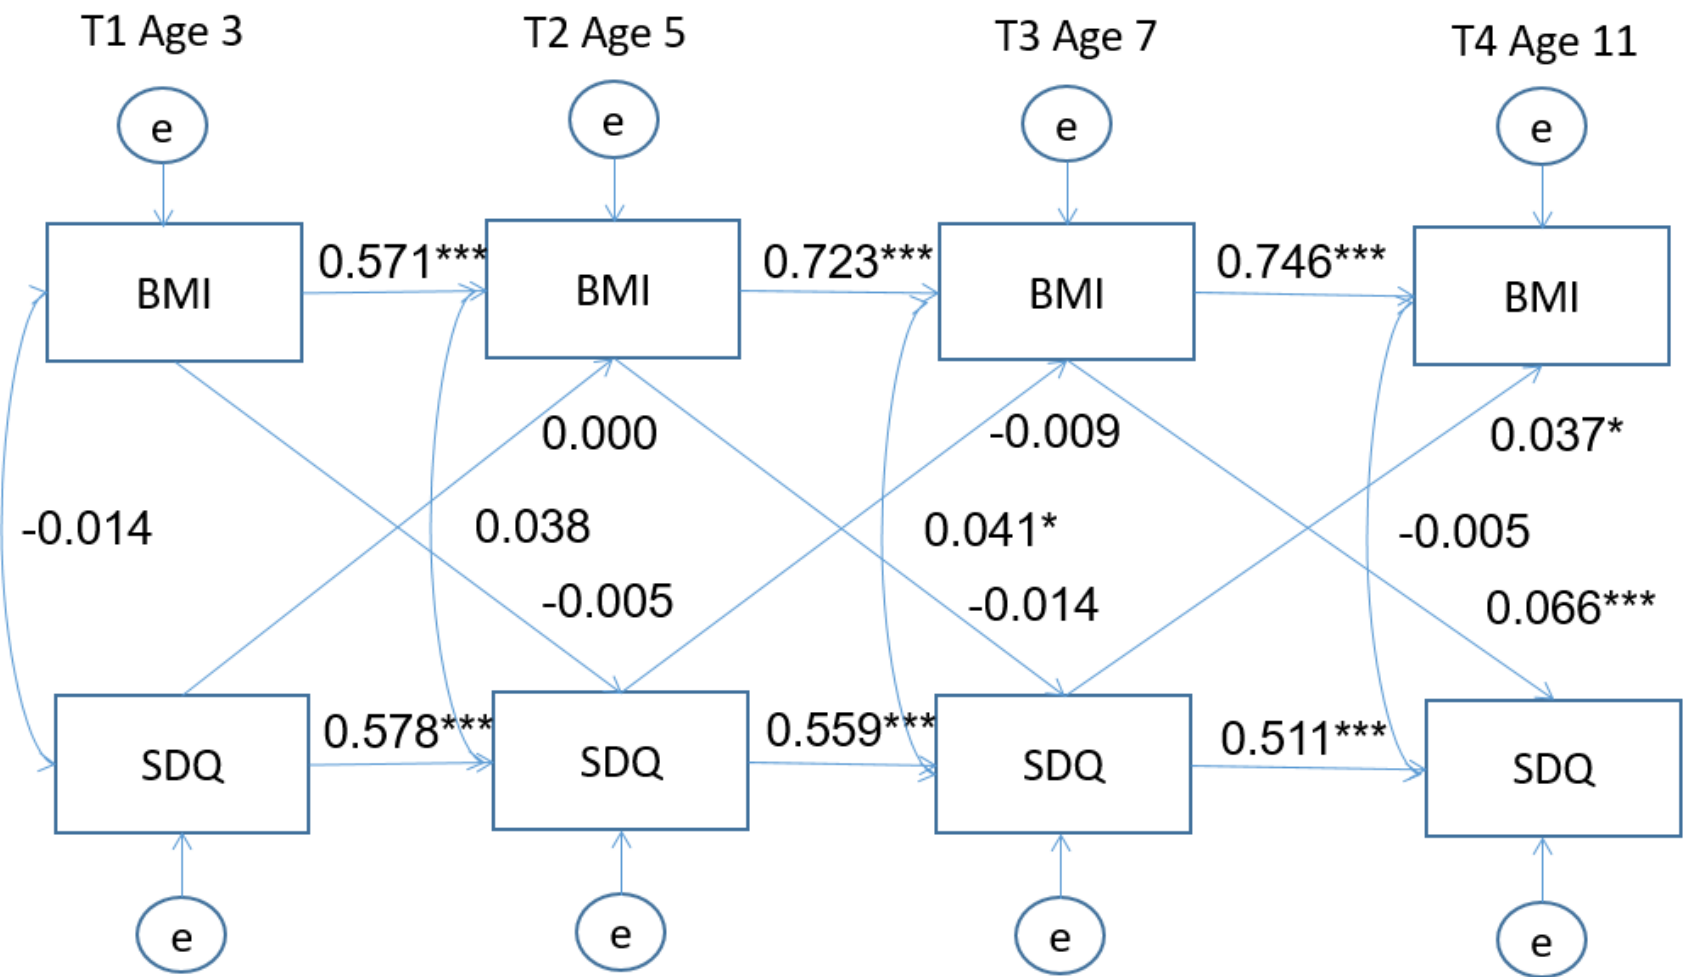 T1 Age 3
T2 Age 5
T3 Age 7
T4 Age 11
e
e
e
e
0.571***
0.723***
0.746***
BMI
BMI
BMI
BMI
0.000
-0.009
0.037*
-0.014
0.038
0.041*
-0.005
-0.005
-0.014
0.066***
0.578***
0.559***
0.511***
SDQ
SDQ
SDQ
SDQ
e
e
e
e